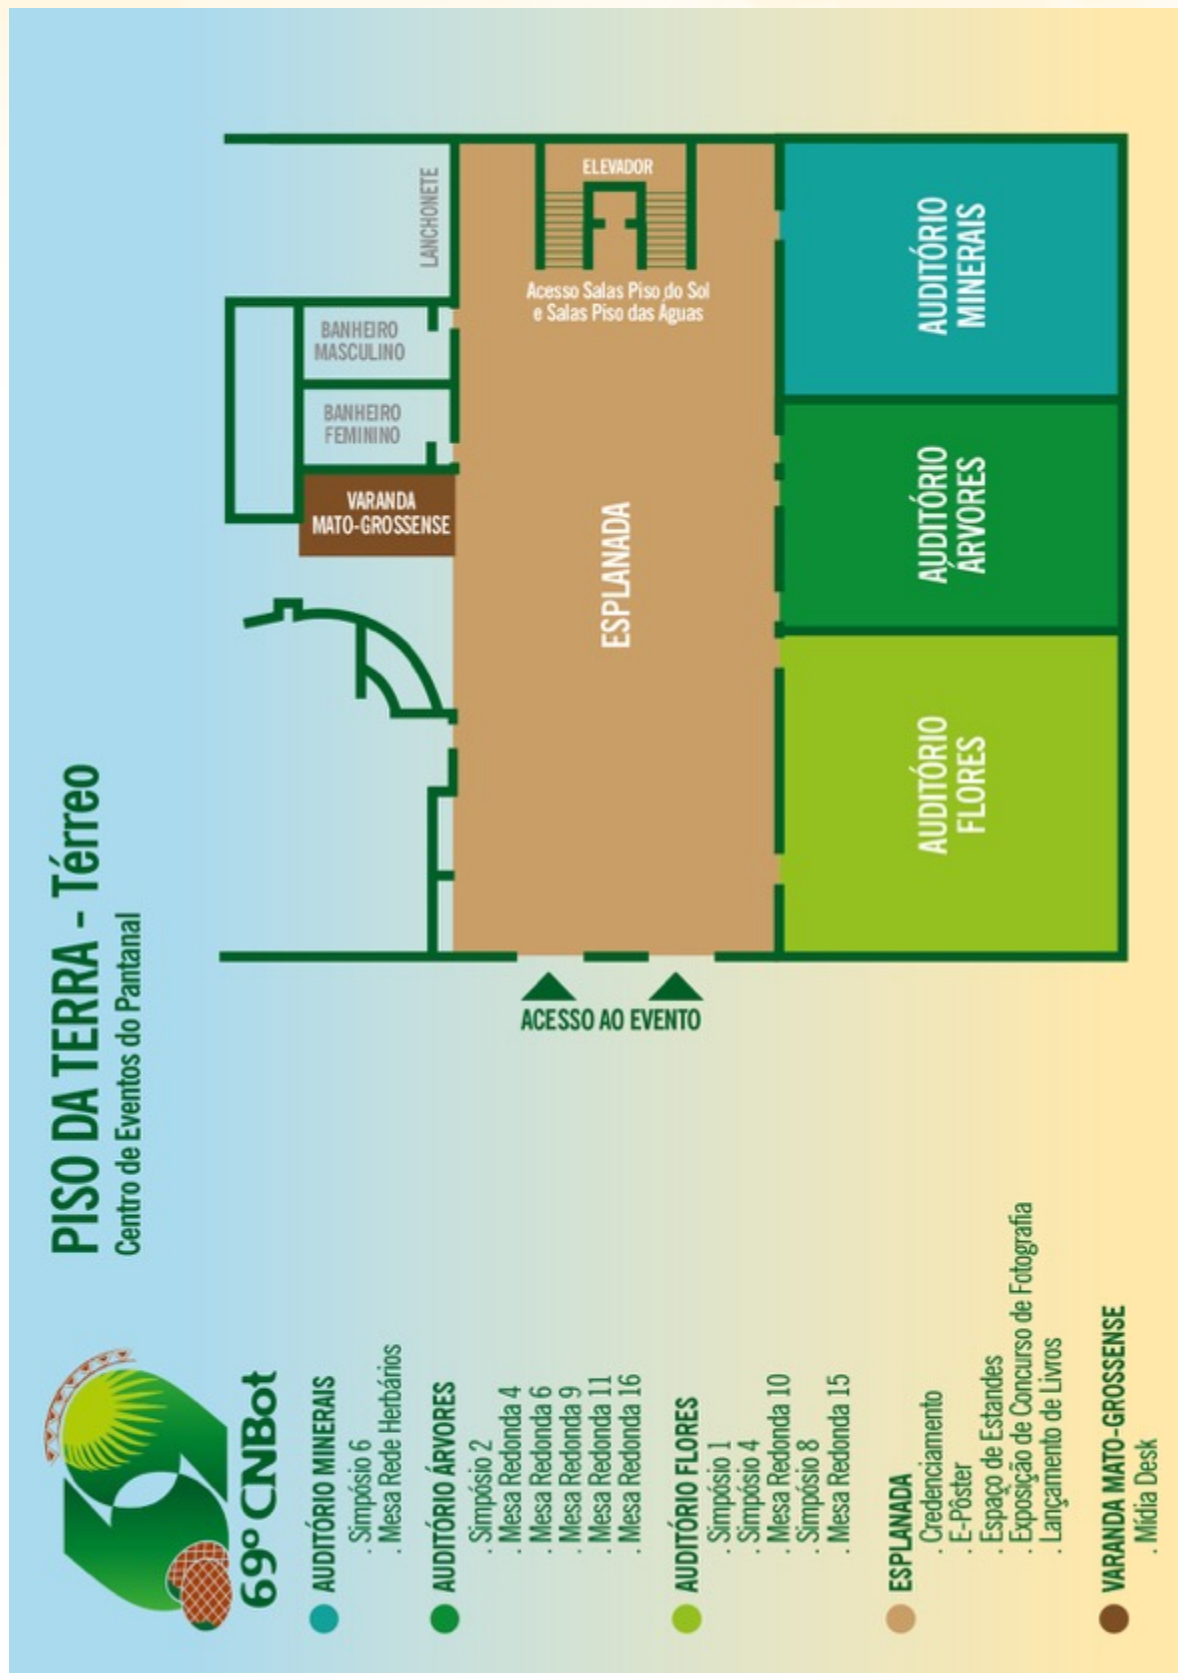 PISO DA TERRA - Térreo
Centro de Eventos do Pantanal
69º CNBot
AUDITÓRIO MINERAIS
. Simpósio 6
. Mesa Rede Herbários
AUDITÓRIO ÁRVORES
. Simpósio 2
. Mesa Redonda 4
. Mesa Redonda 6
. Mesa Redonda 9
. Mesa Redonda 11
. Mesa Redonda 16
AUDITÓRIO FLORES
. Simpósio 1
. Simpósio 4
. Mesa Redonda 10
. Simpósio 8
. Mesa Redonda 15
ESPLANADA
. Credenciamento
. E-Pôster
. Espaço de Estandes
. Exposição de Concurso de Fotografia
. Lançamento de Livros
VARANDA MATO-GROSSENSE
. Mídia Desk
LANCHONETE
ELEVADOR
Acesso Salas Piso do Sol
e Salas Piso das Águas
BANHEIRO
MASCULINO
BANHEIRO
FEMININO
VARANDA
MATO-GROSSENSE
ESPLANADA
AUDITÓRIO
MINERAIS
AUDITÓRIO
ÁRVORES
AUDITÓRIO
FLORES
ACESSO AO EVENTO